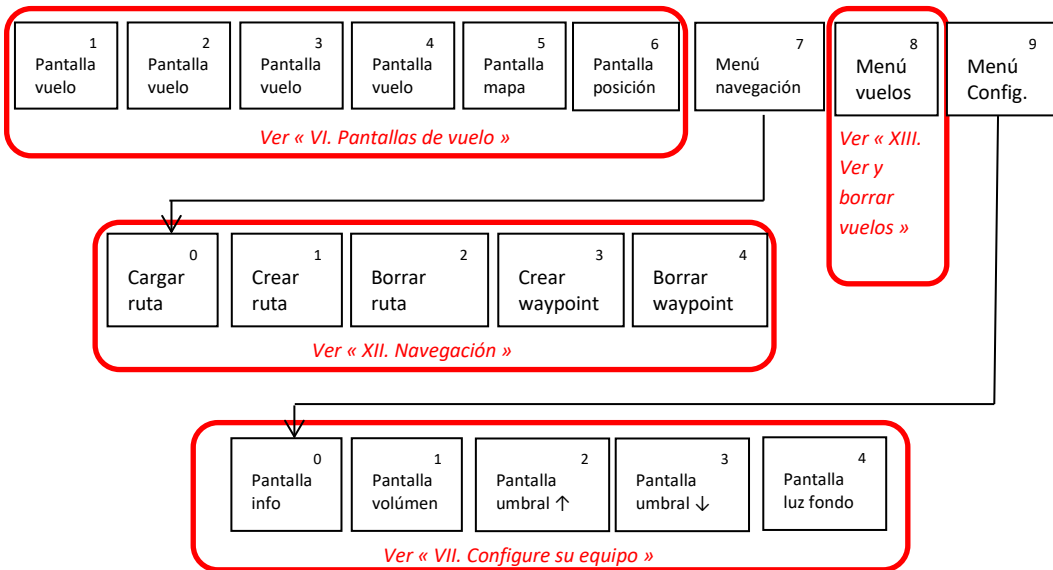 1
Pantalla
vuelo
2
Pantalla
vuelo
3
Pantalla
vuelo
4
Pantalla
vuelo
5
Pantalla
mapa
6
Pantalla
posición
7
Menú
navegación
8
Menú
vuelos
9
Menú
Config.
Ver « VI. Pantallas de vuelo »
Ver « XIII.
Ver y
borrar
vuelos »
0
Cargar
ruta
1
Crear
ruta
2
Borrar
ruta
3
Crear
waypoint
4
Borrar
waypoint
Ver « XII. Navegación »
0
Pantalla
info
1
Pantalla
volúmen
2
Pantalla
umbral ↑
3
Pantalla
umbral ↓
4
Pantalla
luz fondo
Ver « VII. Configure su equipo »